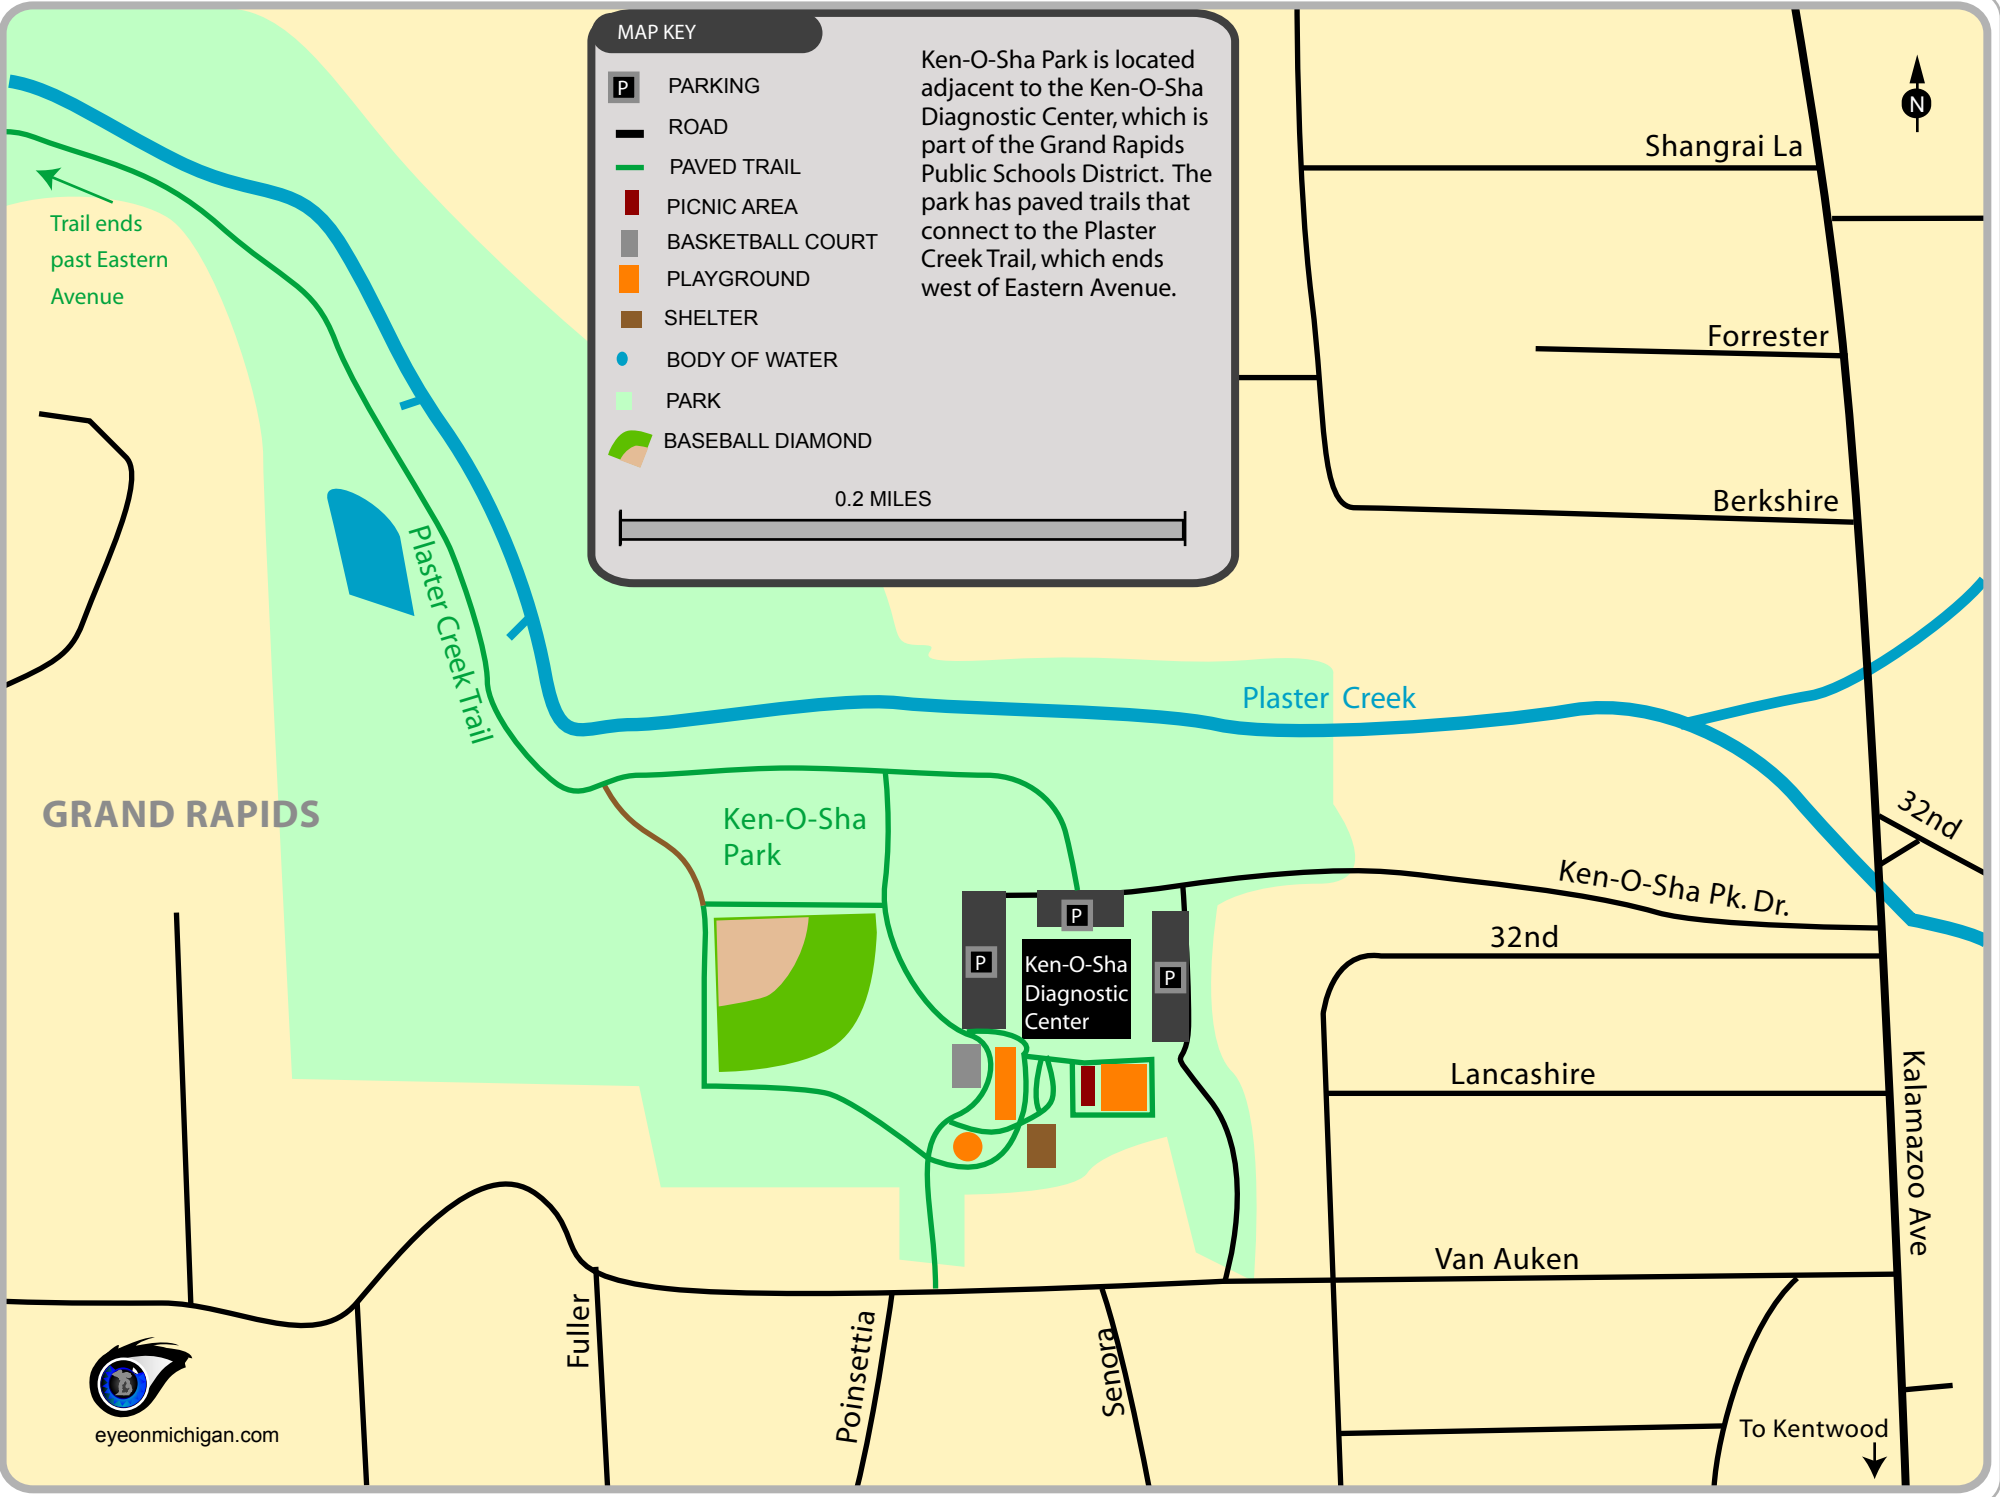 MAP KEY
P
PARKING
ROAD
PAVED TRAIL
PICNIC AREA
BASKETBALL COURT
PLAYGROUND
SHELTER
BODY OF WATER
PARK
BASEBALL DIAMOND
0.2 MILES
Ken-O-Sha Park is located
adjacent to the Ken-O-Sha
Diagnostic Center, which is
part of the Grand Rapids
Public Schools District. The
park has paved trails that
connect to the Plaster
Creek Trail, which ends
west of Eastern Avenue.
N
Shangrai La
Trail ends
past Eastern
Avenue
Forrester
Berkshire
Plaster Creek Trail
Plaster Creek
GRAND RAPIDS
Ken-O-Sha
Park
32nd
Ken-O-Sha Pk. Dr.
P
P
P
Ken-O-Sha
Diagnostic
Center
32nd
Lancashire
Kalamazoo Ave
Van Auken
Fuller
Poinsettia
Senora
To Kentwood
eyeonmichigan.com